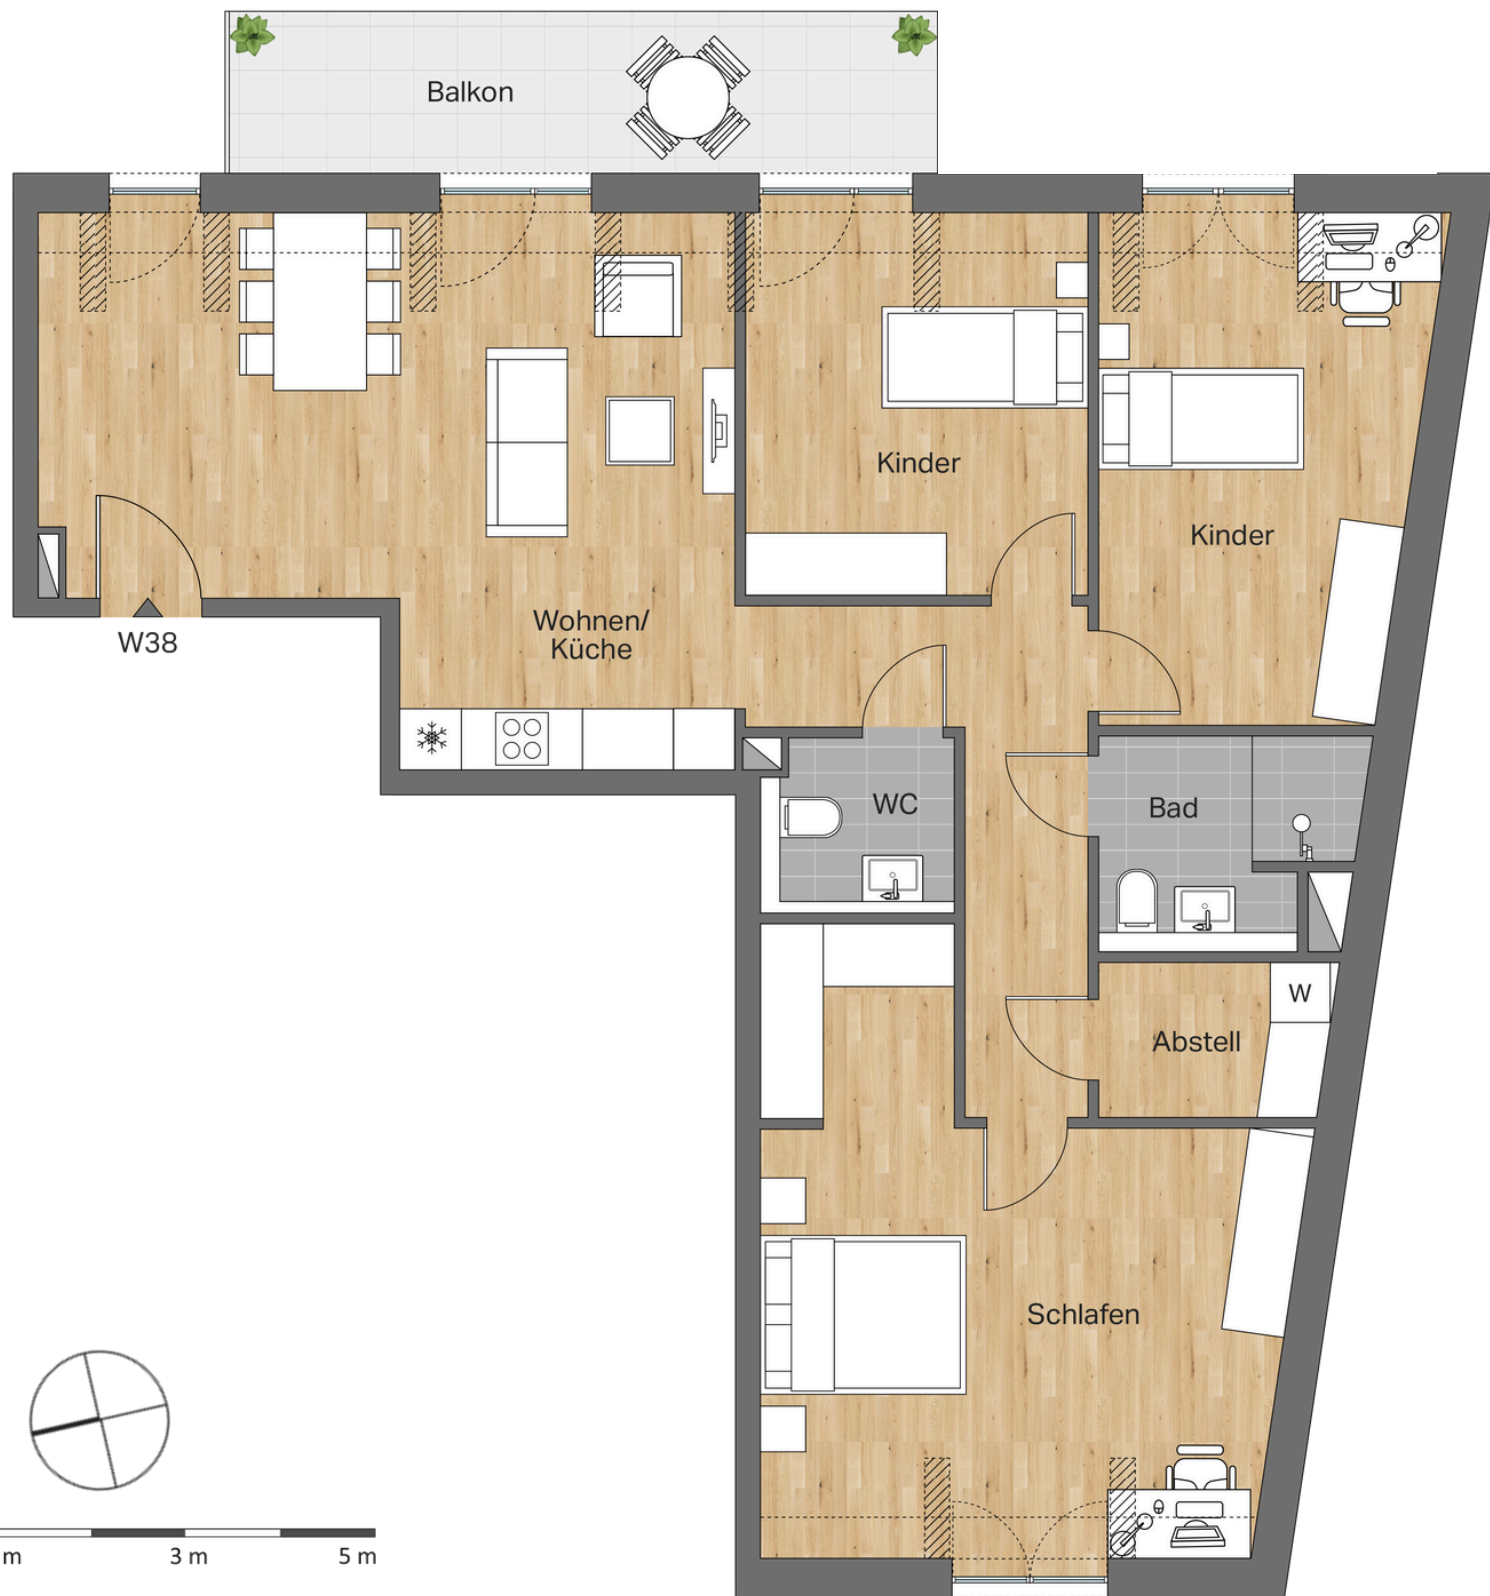 Balkon
Kinder
Kinder
Wohnen/
Küche
W38
WC
Bad
W
Abstell
Schlafen
m
3 m
5 m